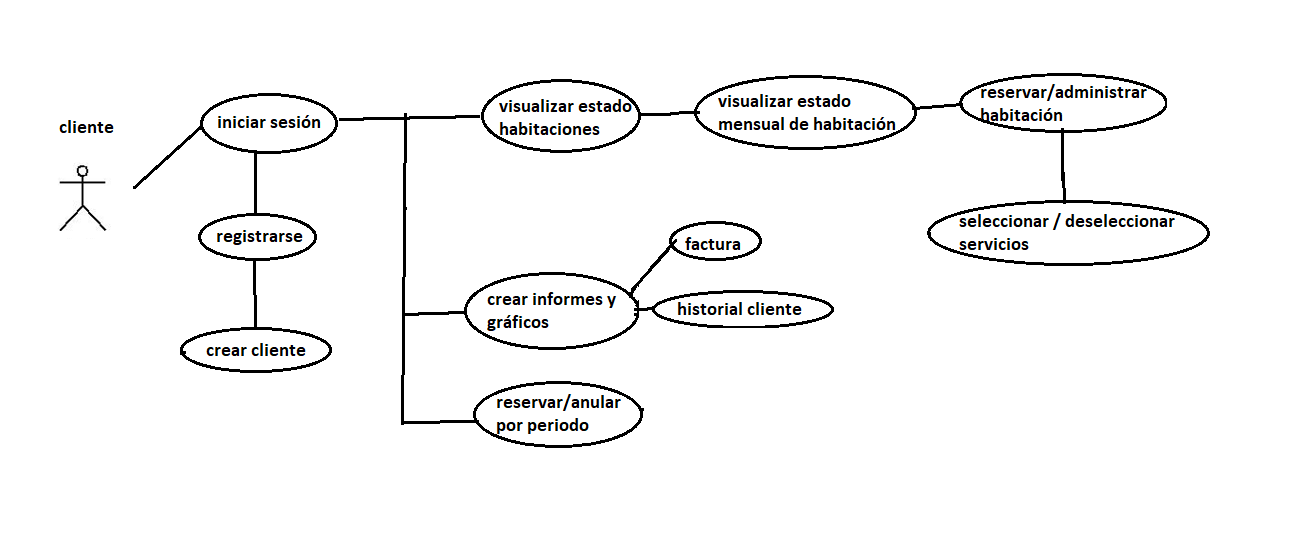 cliente
iniciar sesión
visualizar estado
habitaciones
visualizar estado
mensual de habitación
reservar/administrar
habitación
registrarse
seleccionar / deseleccionar
servicios
factura
crear informes y
gráficos
historial cliente
crear cliente
reservar/anular
por periodo